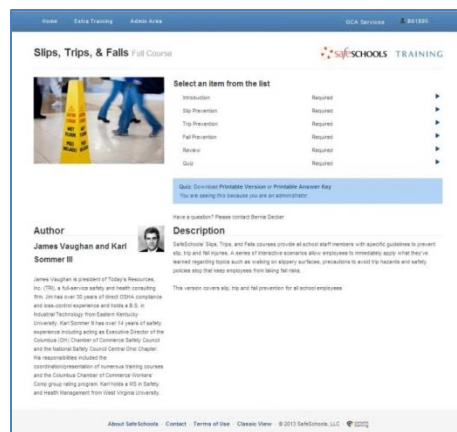 Home Extra Training Admin Area GCA Services
Slips, Trips, & Falls Full Course
safeSCHOOLS TRAINING
Select an item from the list
Introduction Required
Slip Prevention Required
Trip Prevention Required
Fall Prevention Required
Review Required
Quiz Required
Quiz: Download Printable Version or Printable Answer Key
You are seeing this because you are an administrator.
Have a question? Please contact Bernie Decker
Author
James Vaughan and Karl
Sommer III
James Vaughan is president of Today's Resources,
Inc. (TRI), a full-service safety and health consulting
firm. Jim has over 30 years of direct OSHA compliance
and loss-control experience and holds a B.S. in
Industrial Technology from Eastern Kentucky
University. Karl Sommer III has over 14 years of safety
experience including acting as Executive Director of the
Columbus (OH) Chamber of Commerce Safety Council
and the National Safety Council Central Ohio Chapter.
His responsibilities included the
coordination/presentation of numerous training courses
and the Columbus Chamber of Commerce Workers'
Comp group rating program. Karl holds a MS in Safety
and Health Management from West Virginia University.
Description
SafeSchools' Slips, Trips, and Falls courses provide all school staff members with specific guidelines to prevent
slip, trip and fall injuries. A series of interactive scenarios allow employees to immediately apply what they've
learned regarding topics such as walking on slippery surfaces, precautions to avoid trip hazards and safety
policies that keep employees from taking fall risks.
This version covers slip, trip and fall prevention for all school employees
About SafeSchools · Contact · Terms of Use · Classic View · © 2013 SafeSchools, LLC